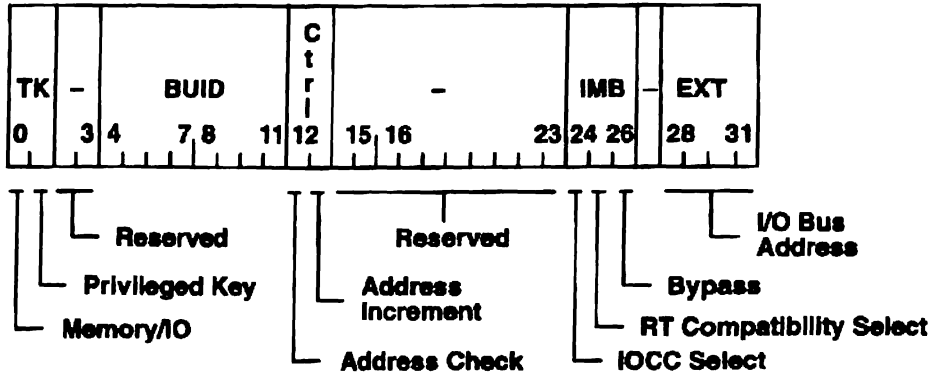 Ctrl
TK - BUID - IMB - EXT
0 3 4 7 8 11 12 15 16 23 24 26 28 31
Reserved Reserved I/O Bus
Address
Privileged Key Address
Increment Bypass
Memory/IO RT Compatibility Select
Address Check IOCC Select